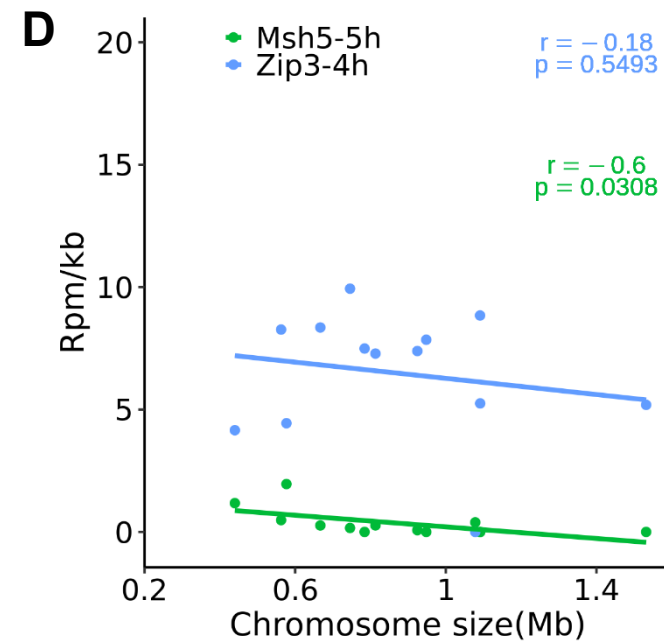 D
Msh5-5h
Zip3-4h
r = −0.18
p = 0.5493
r = −0.6
p = 0.0308
20
15
10
5
0
Rpm/kb
0.2
0.6
1
1.4
Chromosome size(Mb)